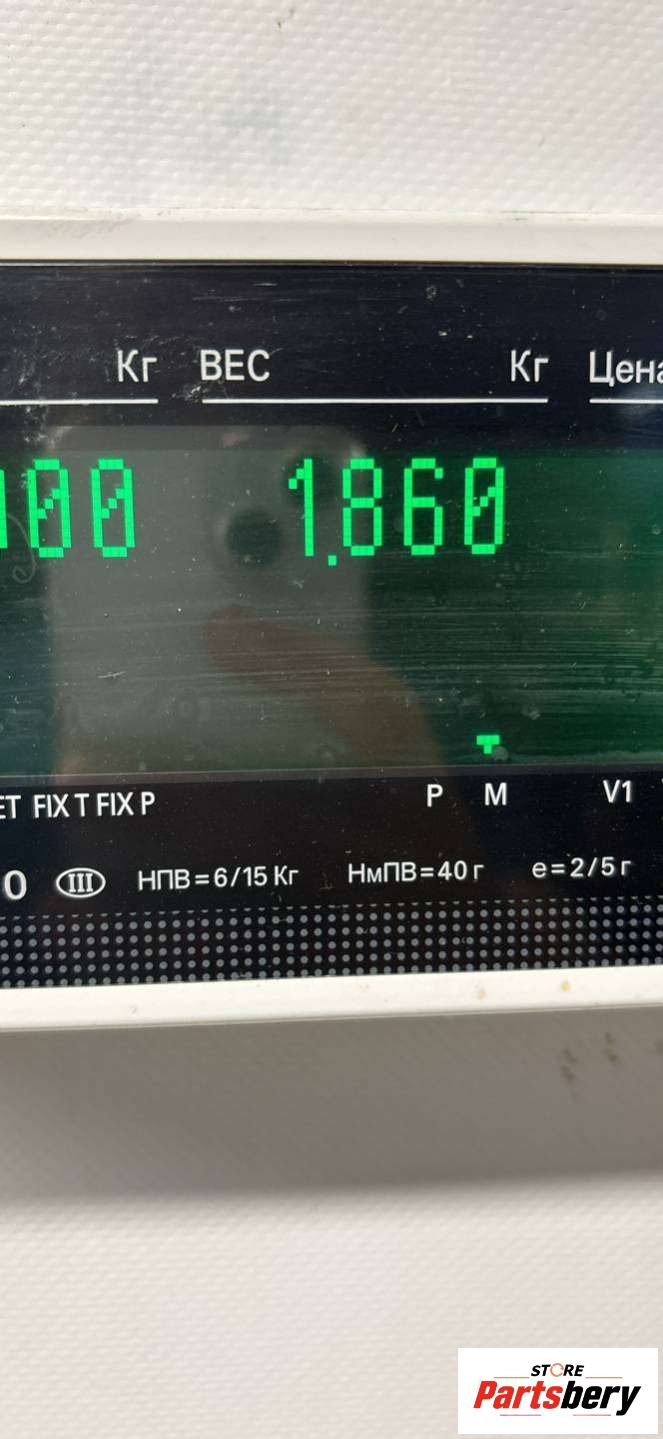 Кг ВЕС Кг Цена
00 1.860
ET FIX T FIX P P M V1
0 III НПВ=6/15 Кг НмПВ=40 г e=2/5 г
STORE
Partsbery